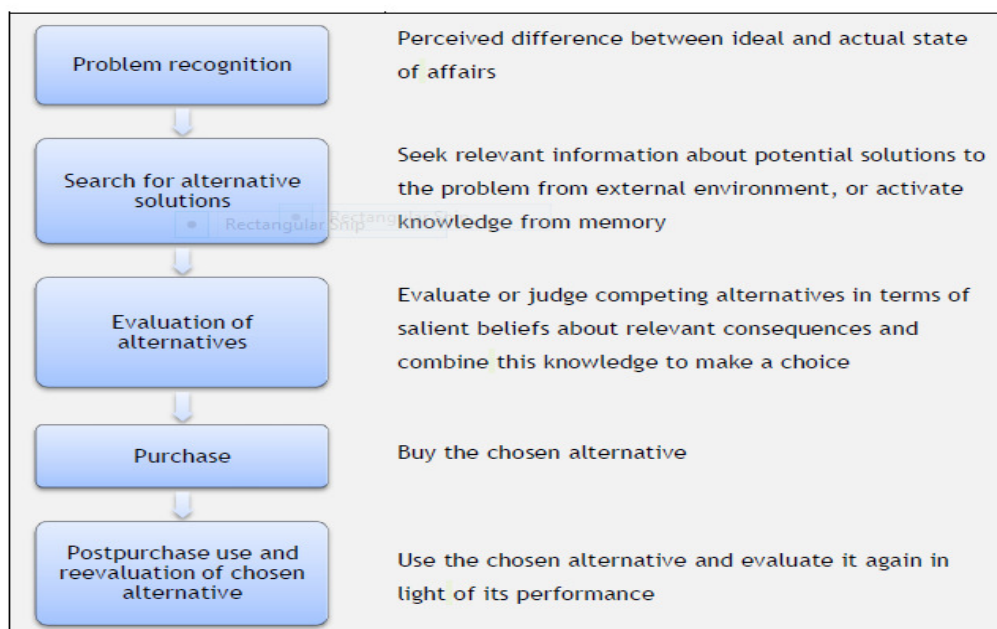 Problem recognition
Perceived difference between ideal and actual state
of affairs
Search for alternative
solutions
Seek relevant information about potential solutions to
the problem from external environment, or activate
knowledge from memory
Rectangular Snip
Rectangular Snip
Evaluation of
alternatives
Evaluate or judge competing alternatives in terms of
salient beliefs about relevant consequences and
combine this knowledge to make a choice
Purchase
Buy the chosen alternative
Postpurchase use and
reevaluation of chosen
alternative
Use the chosen alternative and evaluate it again in
light of its performance